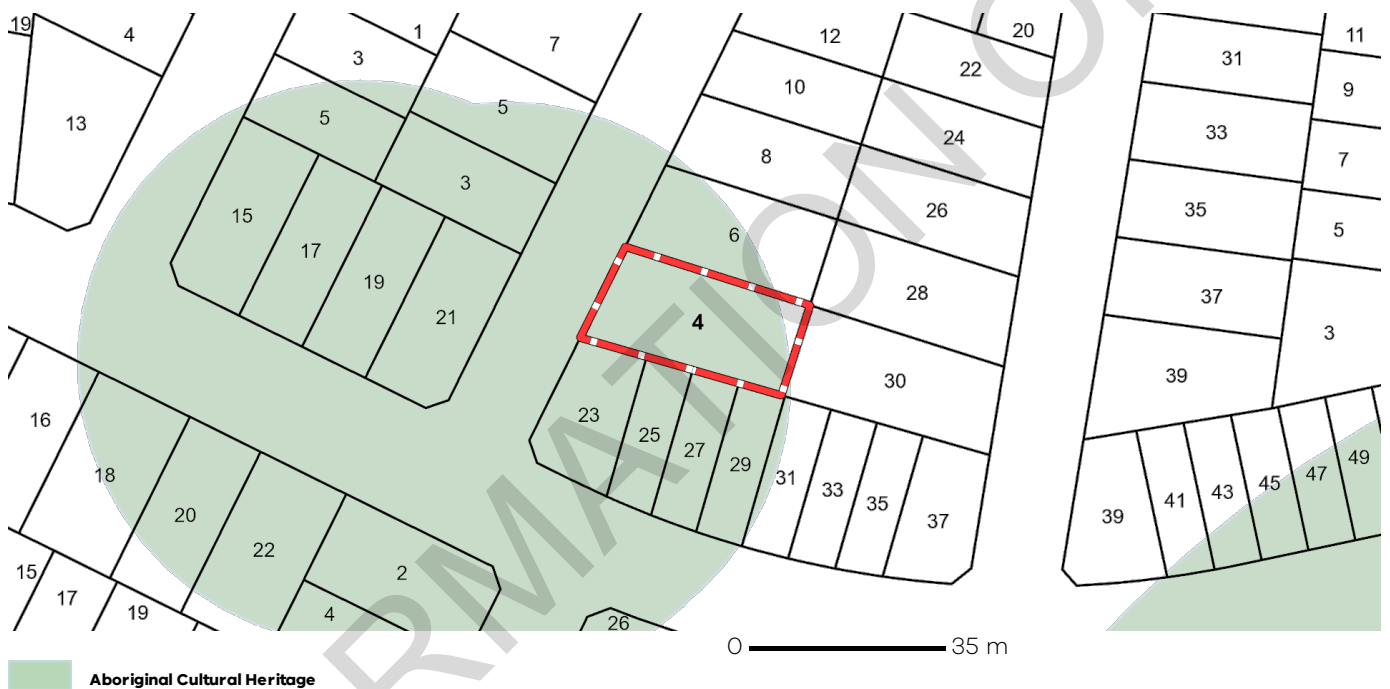 19 4 1 7 12 20 11
3 22 31
13 10 9
5 5 24 33 7
8
3 26 35 5
15 6
17 28 37
19 4 3
21 30 39
16 23 25 27 29 31 33 35 37 39 41 43 45 47 49
18
20 22
15 17 19 2
4 26
0 35 m
Aboriginal Cultural Heritage
RMATION O